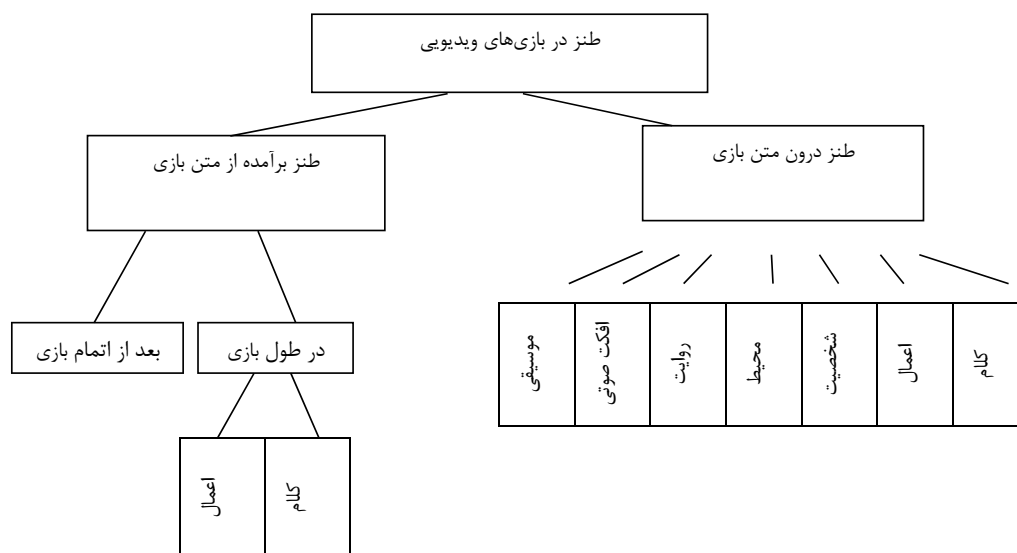 طنز در بازی‌های ویدیویی
طنز درون متن بازی
طنز برآمده از متن بازی
کلام
اعمال
شخصیت
محیط
روایت
افکت صوتی
موسیقی
در طول بازی
بعد از اتمام بازی
کلام
اعمال